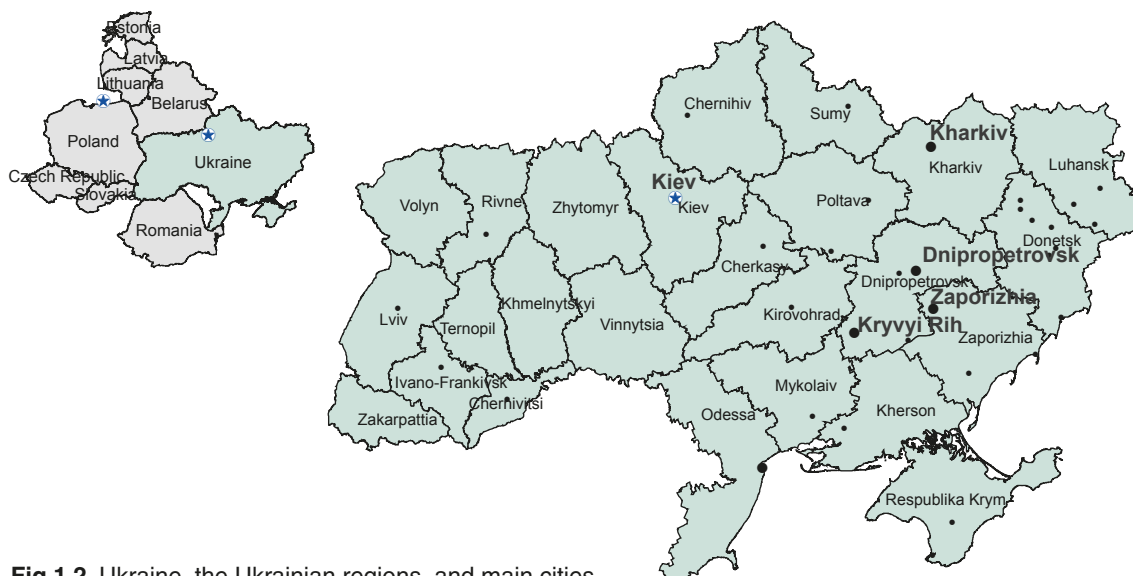 Estonia
Latvia
Lithuania
Belarus
Poland
Ukraine
Czech Republic
Slovakia
Romania
Chernihiv
Sumy
Kharkiv
Kharkiv
Luhansk
Kiev
Kiev
Volyn
Rivne
Zhytomyr
Poltava
Donetsk
Cherkasy
Dnipropetrovsk
Dnipropetrovsk
Khmelnytskyi
Lviv
Ternopil
Vinnytsia
Kirovohrad
Zaporizhia
Kryvyi Rih
Zaporizhia
Ivano-Frankivsk
Chernivitsi
Zakarpattia
Mykolaiv
Odessa
Kherson
Respublika Krym
Fig 1.2 Ukraine, the Ukrainian regions, and main cities